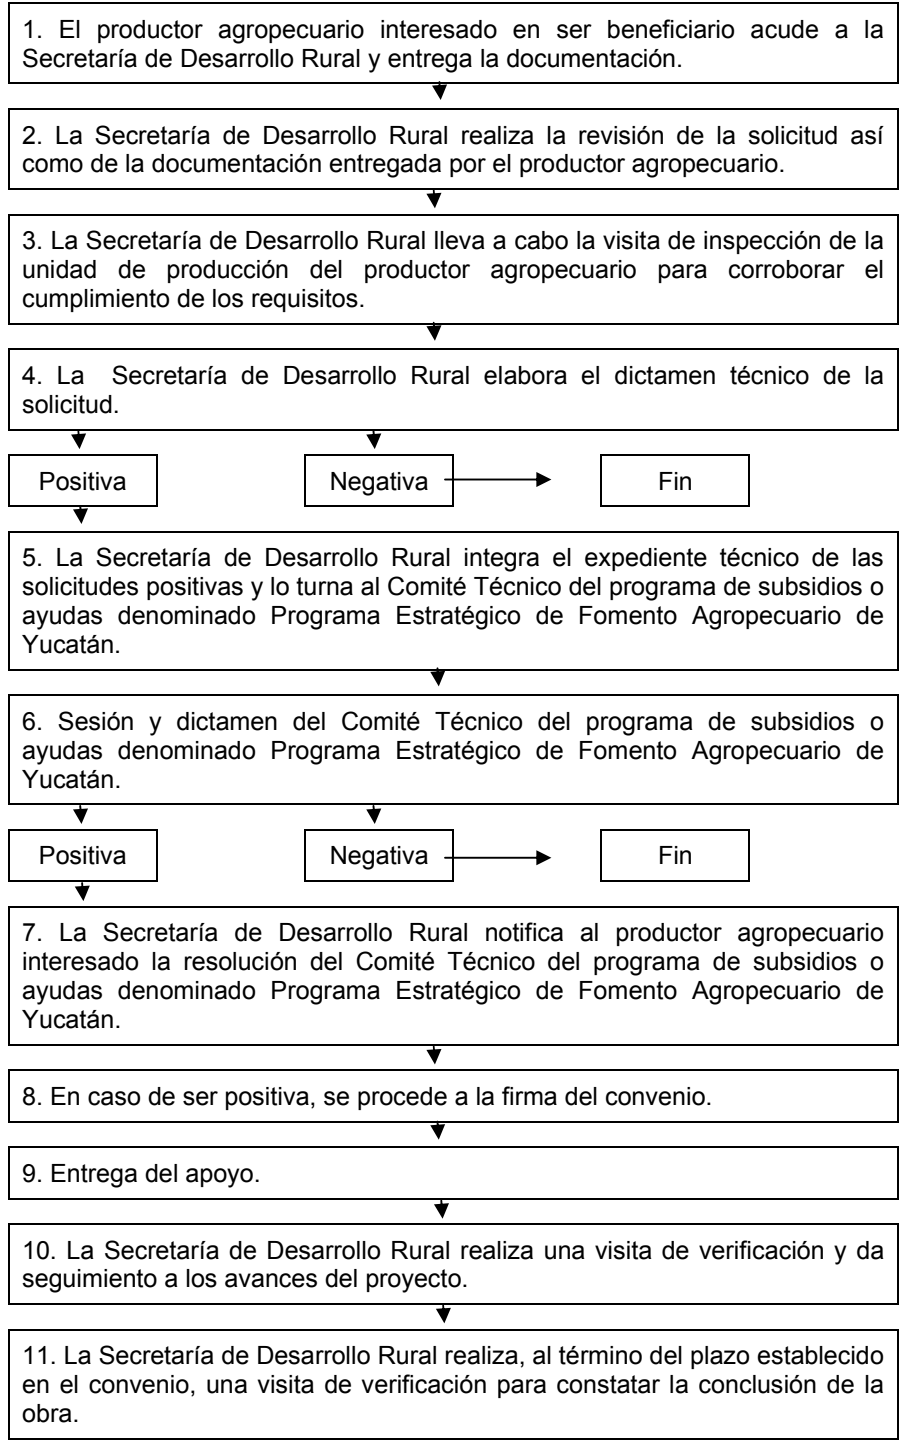 1. El productor agropecuario interesado en ser beneficiario acude a la
Secretaría de Desarrollo Rural y entrega la documentación.
2. La Secretaría de Desarrollo Rural realiza la revisión de la solicitud así
como de la documentación entregada por el productor agropecuario.
3. La Secretaría de Desarrollo Rural lleva a cabo la visita de inspección de la
unidad de producción del productor agropecuario para corroborar el
cumplimiento de los requisitos.
4. La Secretaría de Desarrollo Rural elabora el dictamen técnico de la
solicitud.
Positiva
Negativa
Fin
5. La Secretaría de Desarrollo Rural integra el expediente técnico de las
solicitudes positivas y lo turna al Comité Técnico del programa de subsidios o
ayudas denominado Programa Estratégico de Fomento Agropecuario de
Yucatán.
6. Sesión y dictamen del Comité Técnico del programa de subsidios o
ayudas denominado Programa Estratégico de Fomento Agropecuario de
Yucatán.
Positiva
Negativa
Fin
7. La Secretaría de Desarrollo Rural notifica al productor agropecuario
interesado la resolución del Comité Técnico del programa de subsidios o
ayudas denominado Programa Estratégico de Fomento Agropecuario de
Yucatán.
8. En caso de ser positiva, se procede a la firma del convenio.
9. Entrega del apoyo.
10. La Secretaría de Desarrollo Rural realiza una visita de verificación y da
seguimiento a los avances del proyecto.
11. La Secretaría de Desarrollo Rural realiza, al término del plazo establecido
en el convenio, una visita de verificación para constatar la conclusión de la
obra.